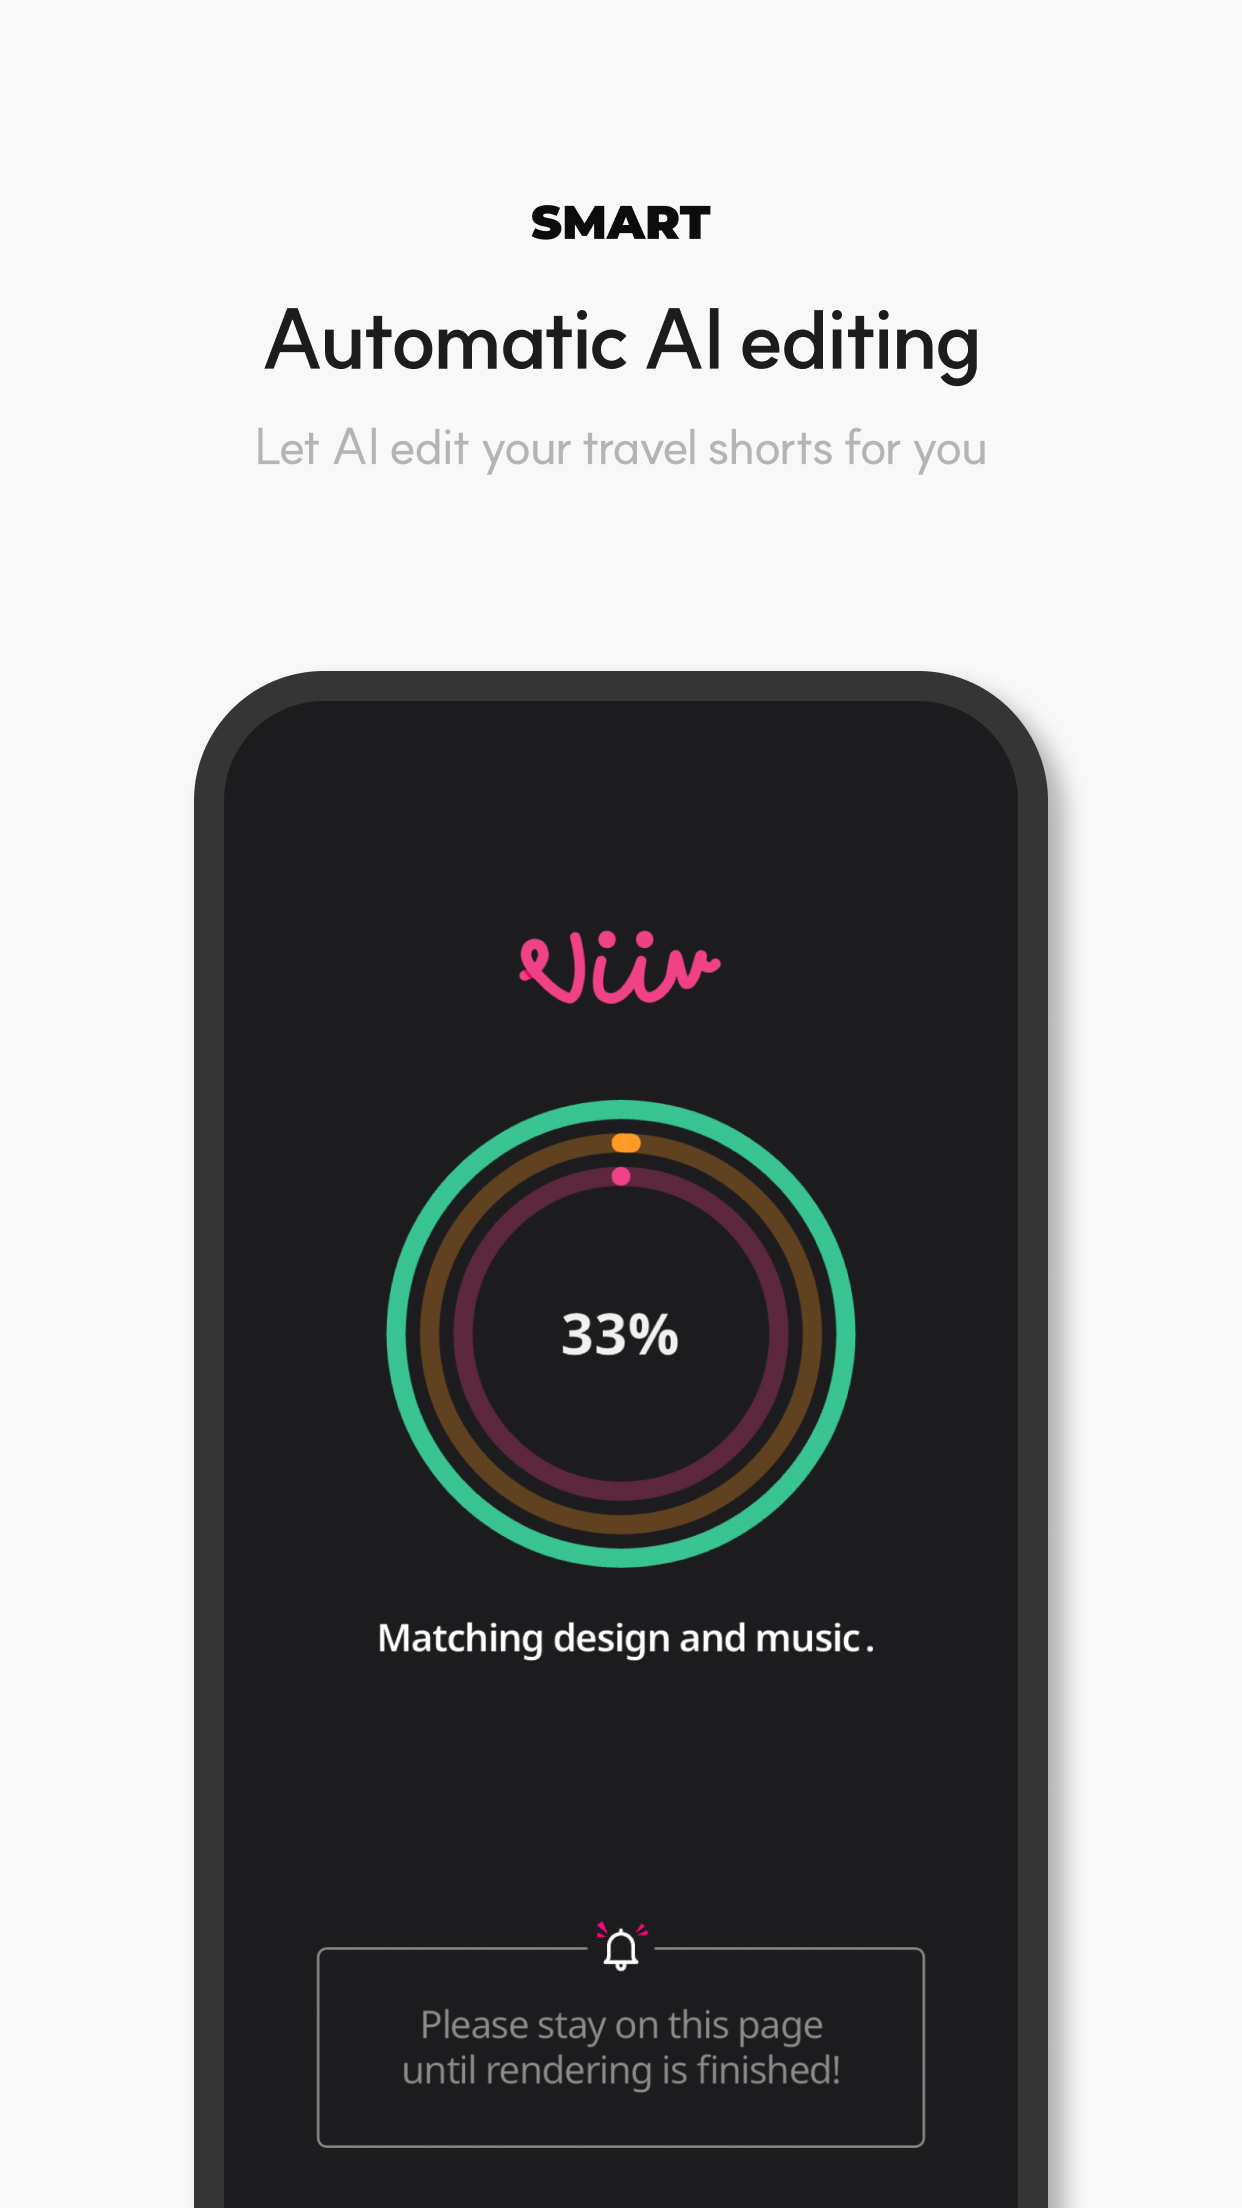 SMART
Automatic AI editing
Let AI edit your travel shorts for you
Viiv
33%
Matching design and music.
Please stay on this page
until rendering is finished!